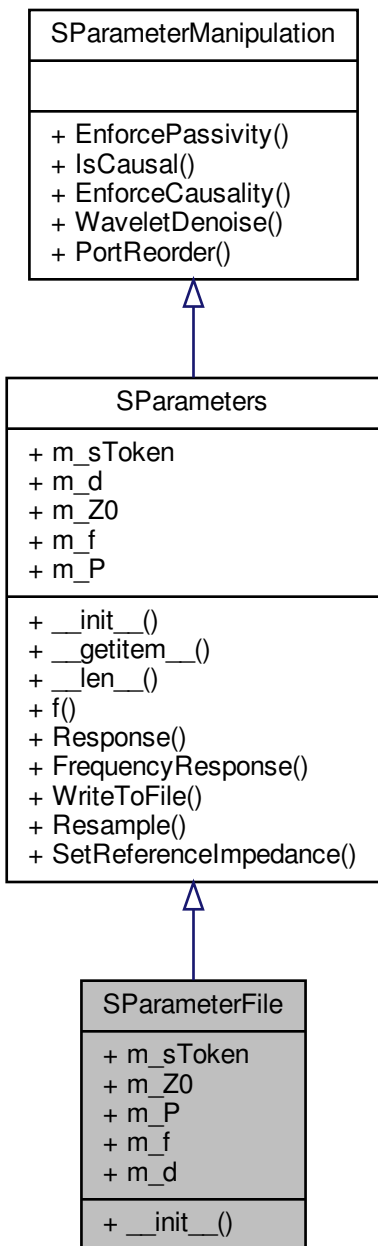 SParameterManipulation
+ EnforcePassivity()
+ IsCausal()
+ EnforceCausality()
+ WaveletDenoise()
+ PortReorder()
SParameters
+ m_sToken
+ m_d
+ m_Z0
+ m_f
+ m_P
+ __init__()
+ __getitem__()
+ __len__()
+ f()
+ Response()
+ FrequencyResponse()
+ WriteToFile()
+ Resample()
+ SetReferenceImpedance()
SParameterFile
+ m_sToken
+ m_Z0
+ m_P
+ m_f
+ m_d
+ __init__()